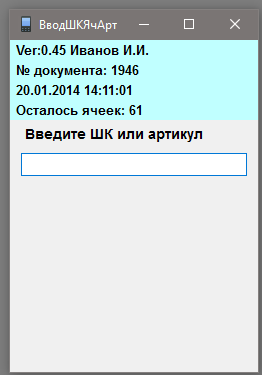 ВводШКЯчАрт
Ver:0.45 Иванов И.И.
№ документа: 1946
20.01.2014 14:11:01
Осталось ячеек: 61
Введите ШК или артикул